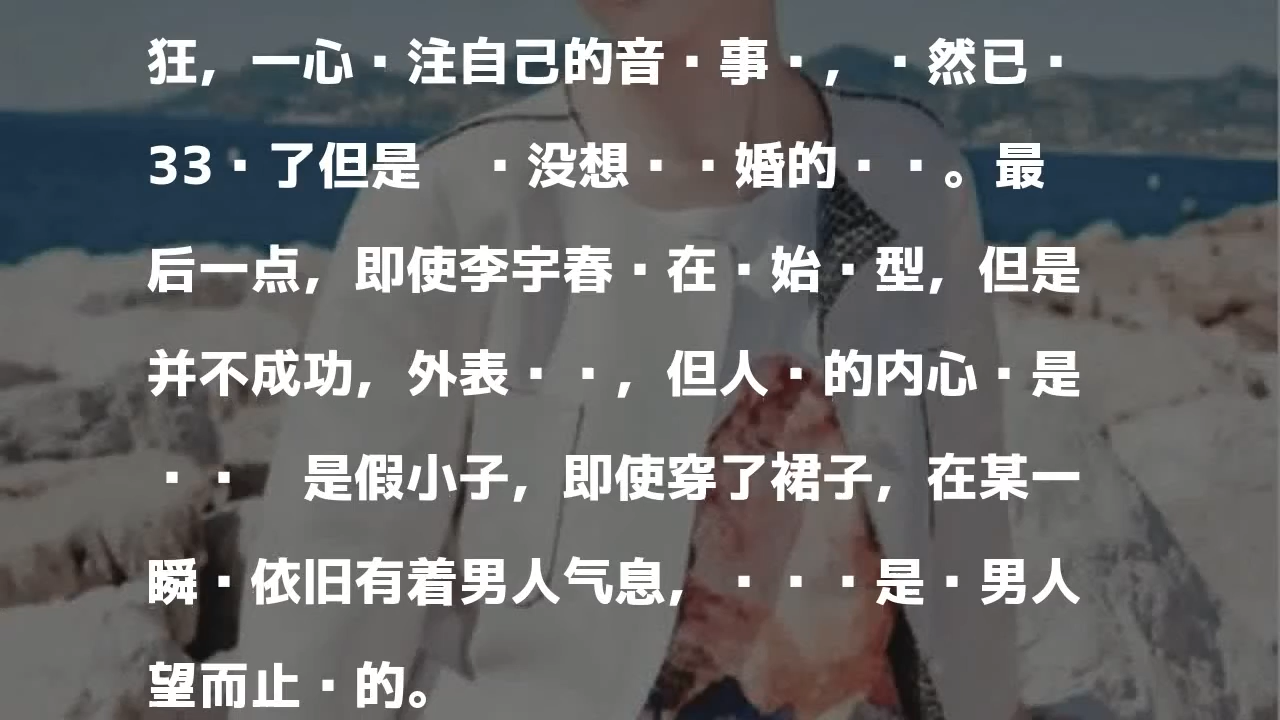 狂，一心·注自己的音·事·，·然已·
33·了但是　·没想··婚的··。最
后一点，即使李宇春·在·始·型，但是
并不成功，外表··，但人·的内心·是
··　是假小子，即使穿了裙子，在某一
瞬·依旧有着男人气息，···是·男人
望而止·的。